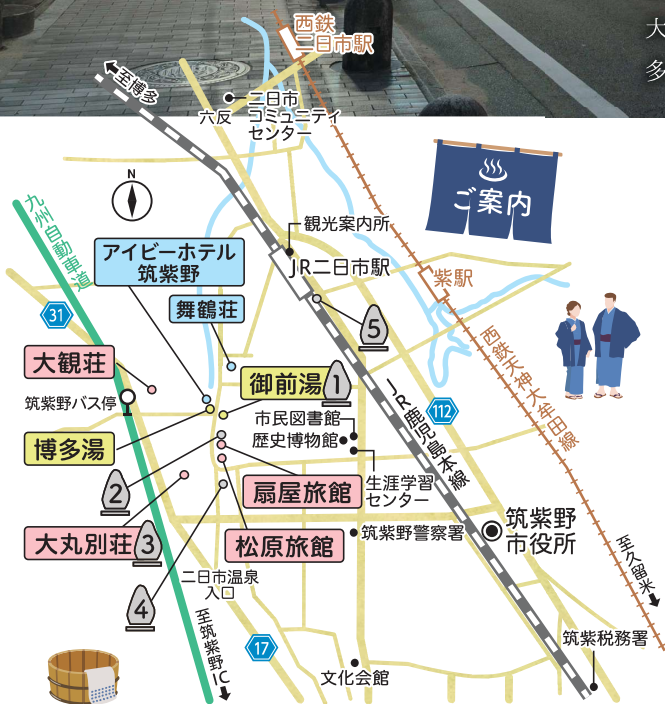 大
多
西鉄
二日市駅
至博多
二日市
コミュニティ
センター
六反
N
九州自動車道
ご案内
観光案内所
JR二日市駅
アイビーホテル
筑紫野
紫駅
舞鶴荘
31
5
大観荘
御前湯
1
西鉄天神大牟田線
筑紫野バス停
JR鹿児島本線
112
市民図書館
歴史博物館
博多湯
生涯学習
センター
2
扇屋旅館
筑紫野
市役所
大丸別荘
3
松原旅館
筑紫野警察署
至久留米
二日市温泉
入口
4
至筑紫野IC
17
筑紫税務署
文化会館